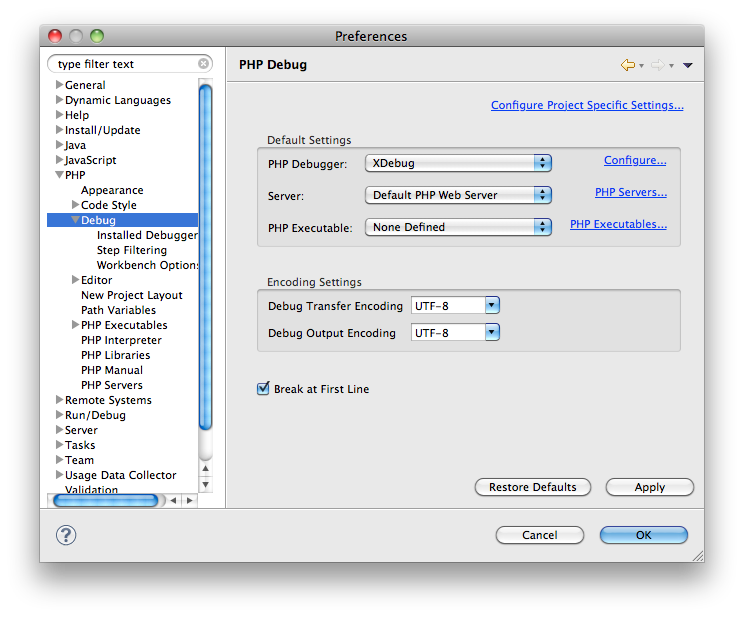 Preferences
type filter text
General
Dynamic Languages
Help
Install/Update
Java
JavaScript
PHP
Appearance
Code Style
Debug
Installed Debugger
Step Filtering
Workbench Options
Editor
New Project Layout
Path Variables
PHP Executables
PHP Interpreter
PHP Libraries
PHP Manual
PHP Servers
Remote Systems
Run/Debug
Server
Tasks
Team
Usage Data Collector
Validation
PHP Debug
Configure Project Specific Settings...
Default Settings
PHP Debugger: XDebug Configure...
Server: Default PHP Web Server PHP Servers...
PHP Executable: None Defined PHP Executables...
Encoding Settings
Debug Transfer Encoding UTF-8
Debug Output Encoding UTF-8
Break at First Line
Restore Defaults Apply
? Cancel OK